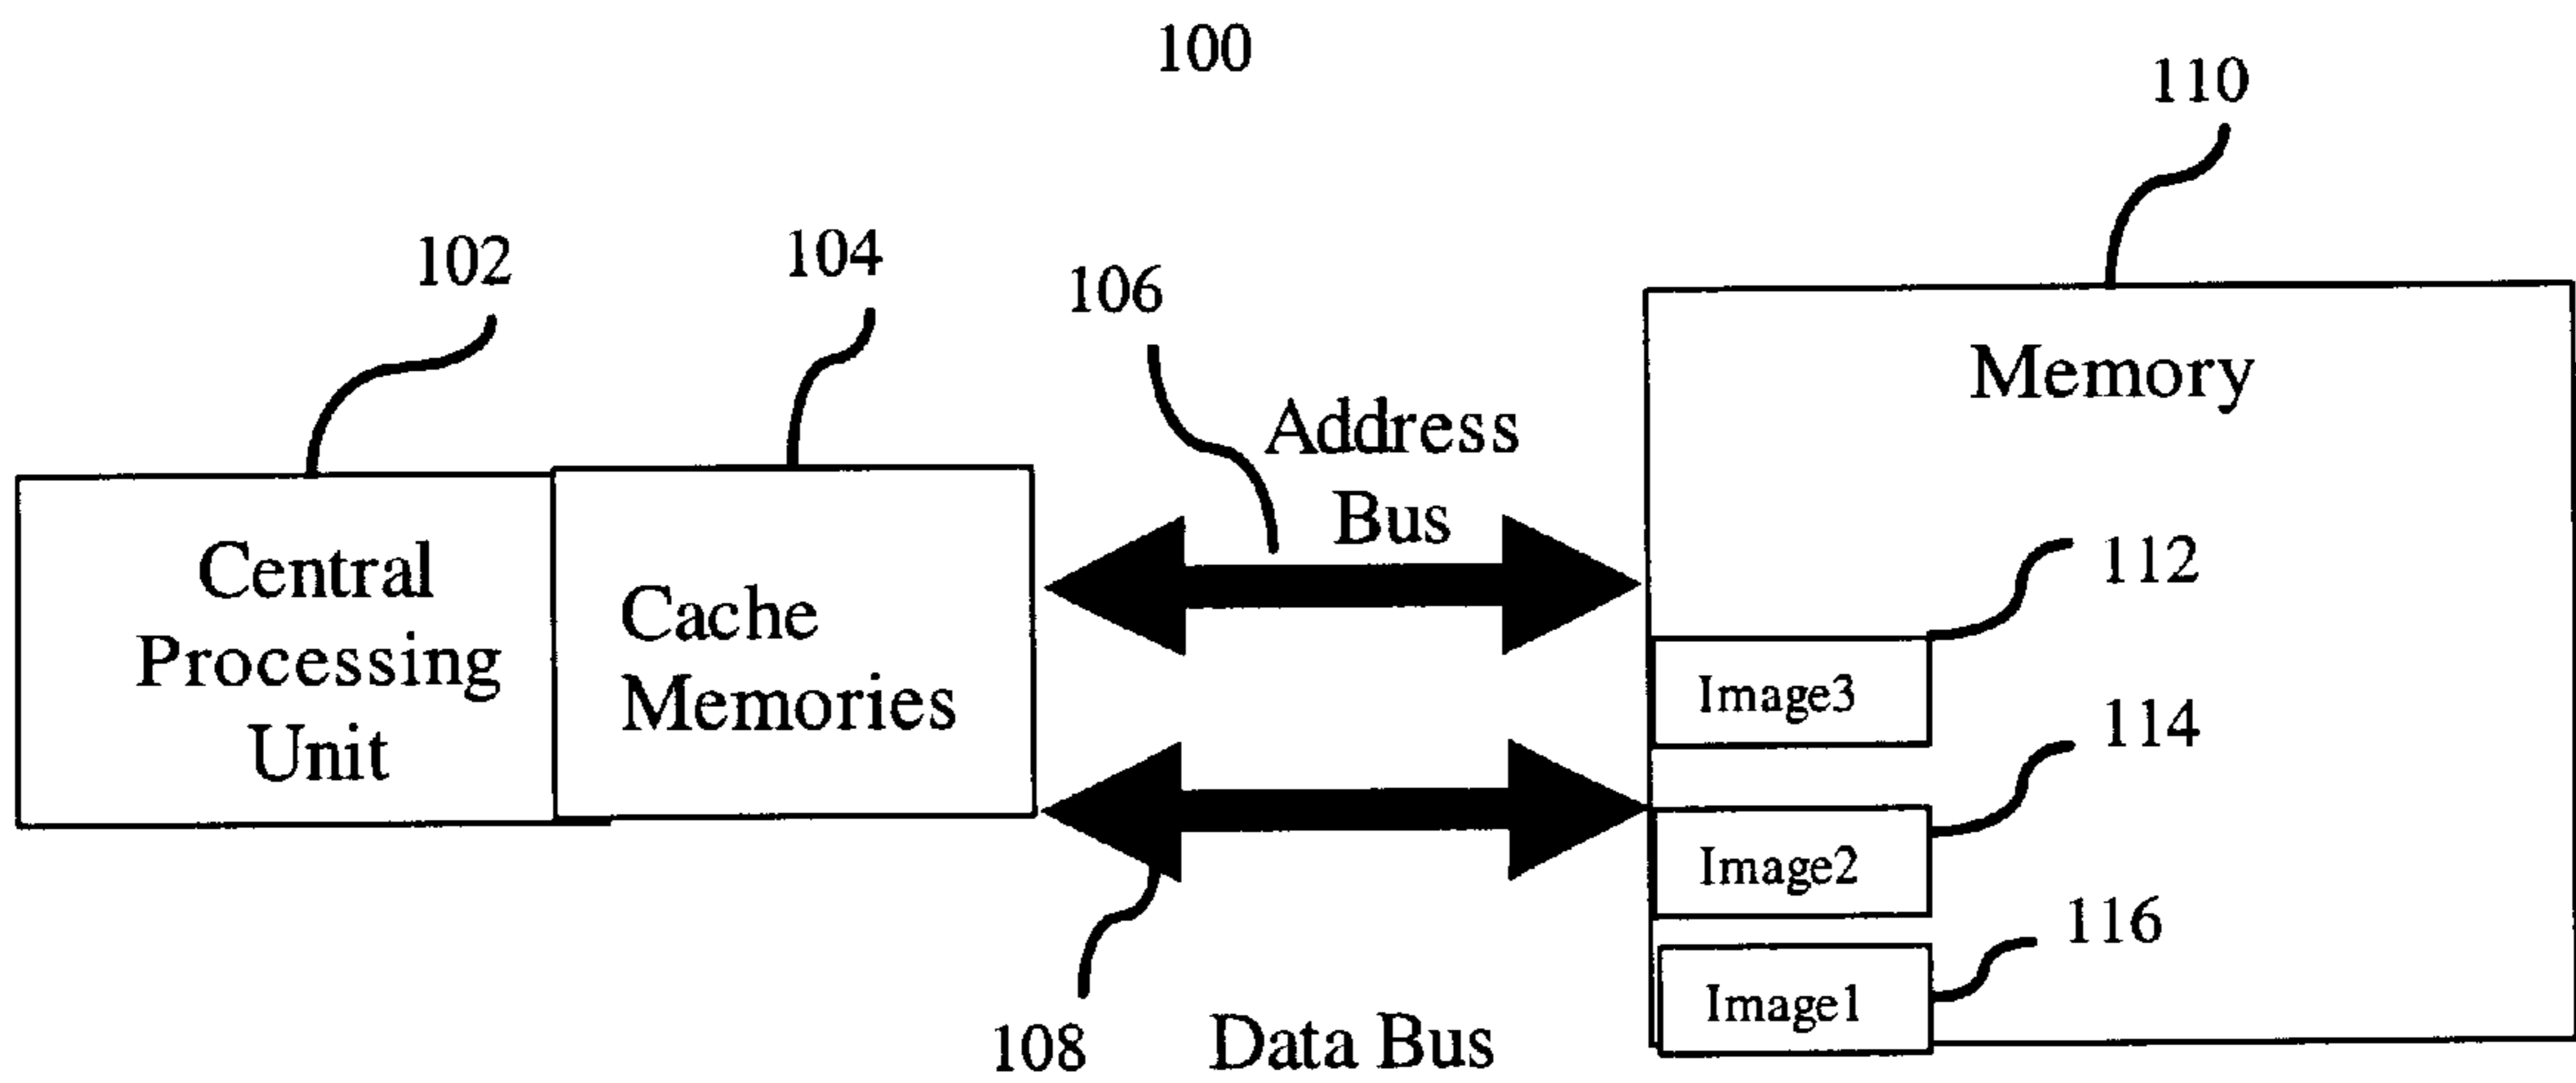 100
110
102
104
106
Memory
Address
Bus
112
Central
Processing
Unit
Cache
Memories
Image3
114
Image2
116
Image1
108
Data Bus